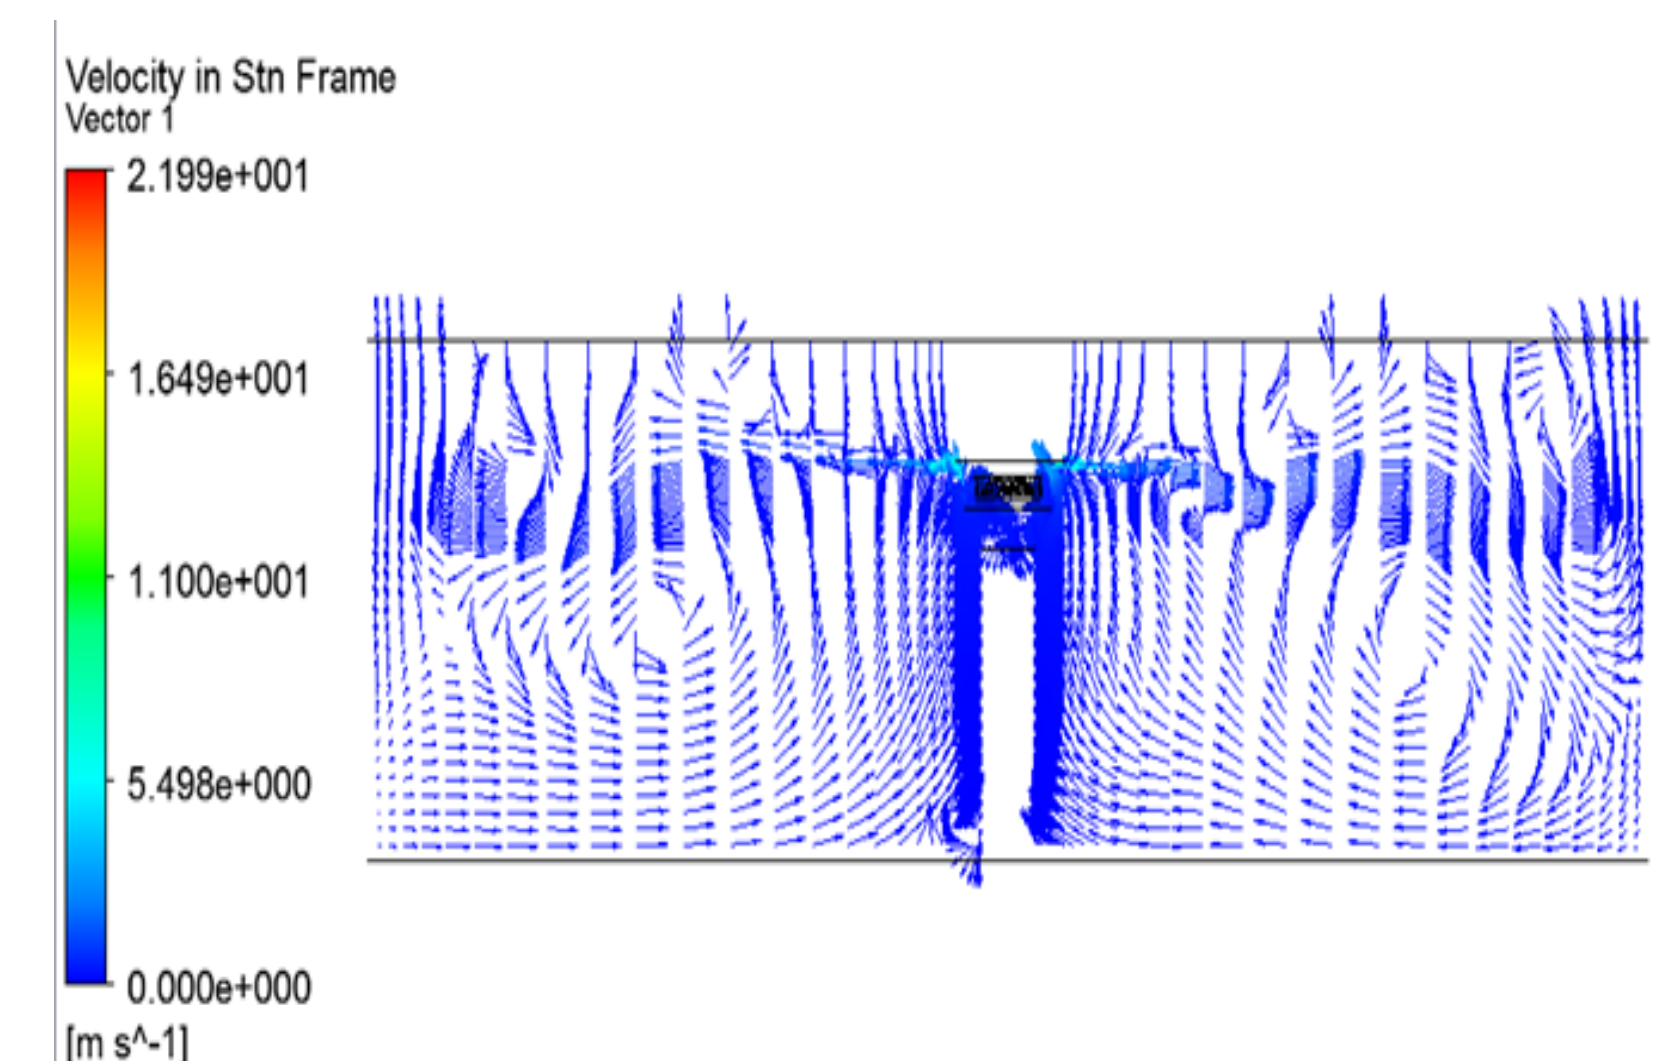 Velocity in Stn Frame
Vector 1
2.199e+001
1.649e+001
1.100e+001
5.498e+000
0.000e+000
[m s^-1]